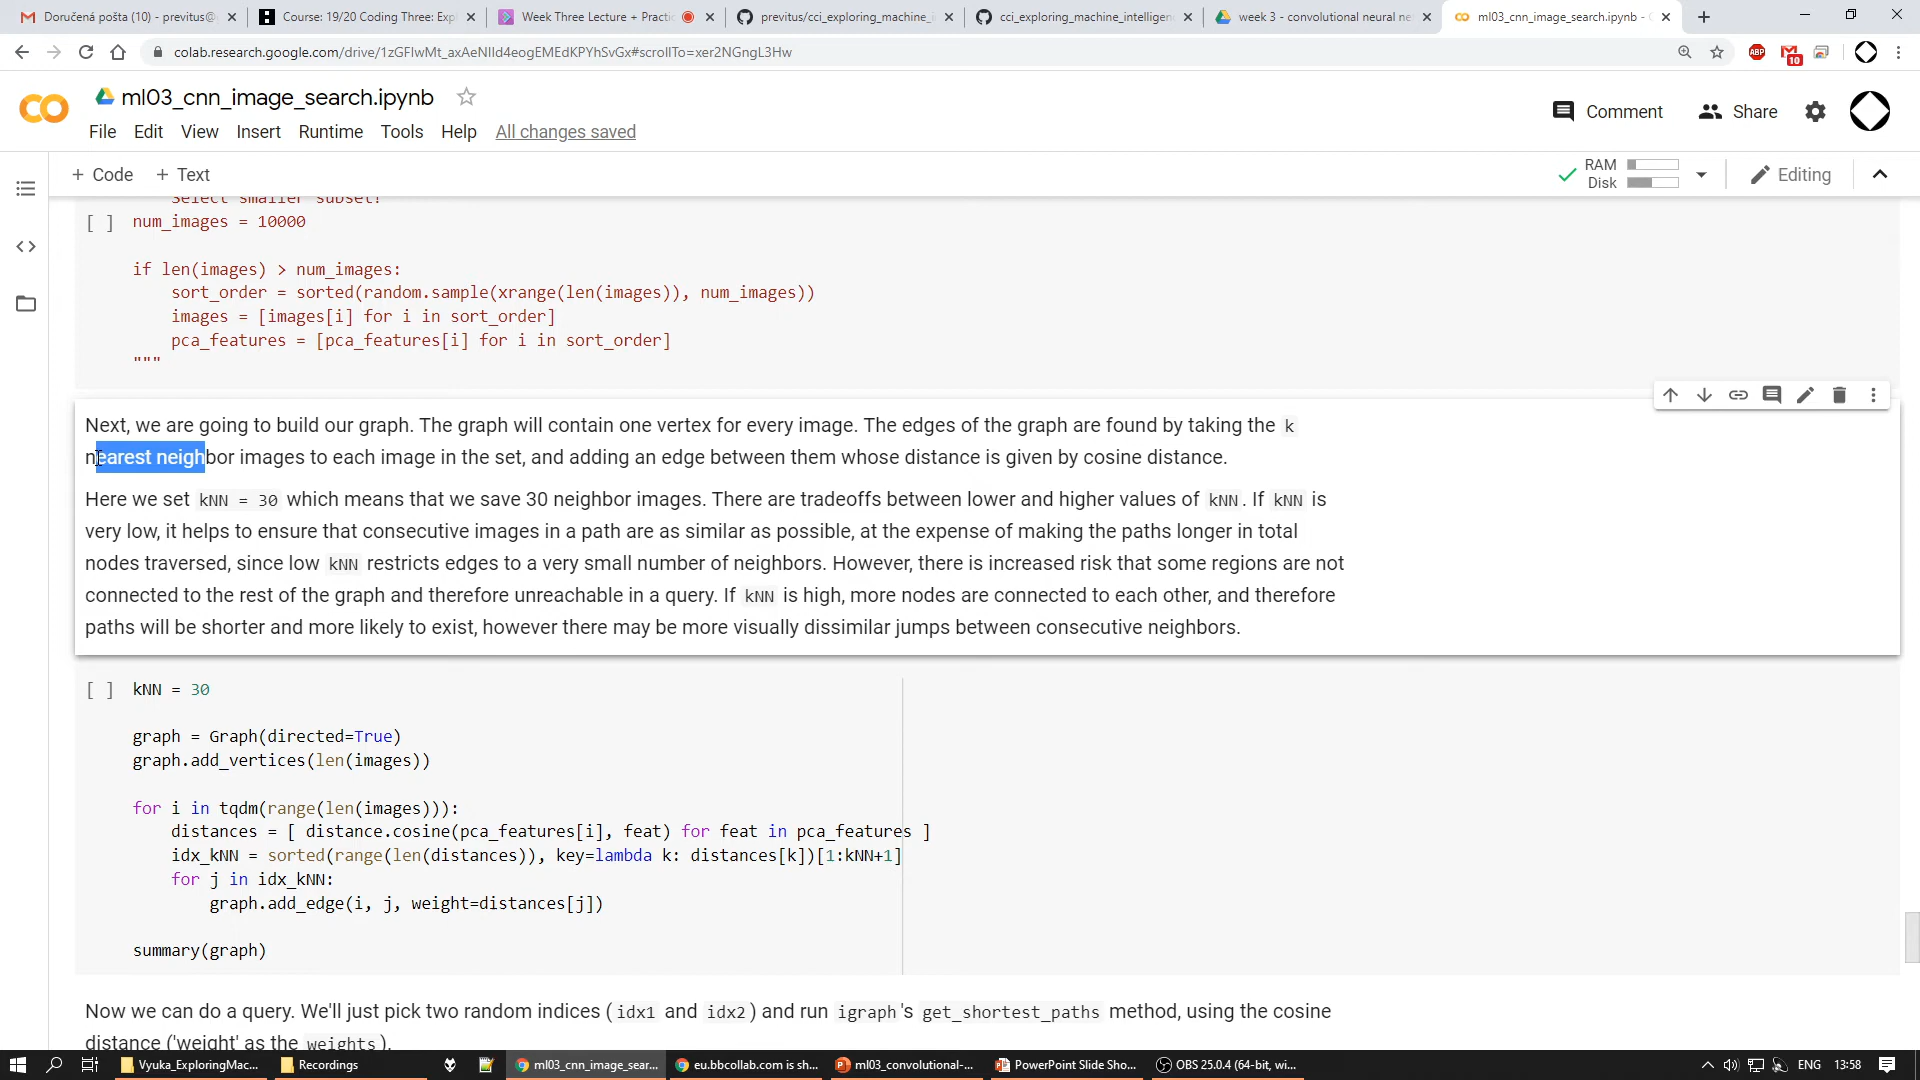 Doručená pošta (10) - previtus@
Course: 19/20 Coding Three: Exp
Week Three Lecture + Practic
previtus/cci_exploring_machine_i
cci_exploring_machine_intelligen
week 3 - convolutional neural ne
ml03_cnn_image_search.ipynb -
colab.research.google.com/drive/1zGFIwMt_axAeNIId4eogEMEdKPYhSvGx#scrollTo=xer2NGngL3Hw
ABP
10
ml03_cnn_image_search.ipynb
Comment
Share
File Edit View Insert Runtime Tools Help All changes saved
+ Code + Text
RAM
Disk
Editing
Select smaller subset!
[ ] num_images = 10000
if len(images) > num_images:
sort_order = sorted(random.sample(xrange(len(images)), num_images))
images = [images[i] for i in sort_order]
pca_features = [pca_features[i] for i in sort_order]
"""
Next, we are going to build our graph. The graph will contain one vertex for every image. The edges of the graph are found by taking the k
nearest neighbor images to each image in the set, and adding an edge between them whose distance is given by cosine distance.
Here we set kNN = 30 which means that we save 30 neighbor images. There are tradeoffs between lower and higher values of kNN. If kNN is
very low, it helps to ensure that consecutive images in a path are as similar as possible, at the expense of making the paths longer in total
nodes traversed, since low kNN restricts edges to a very small number of neighbors. However, there is increased risk that some regions are not
connected to the rest of the graph and therefore unreachable in a query. If kNN is high, more nodes are connected to each other, and therefore
paths will be shorter and more likely to exist, however there may be more visually dissimilar jumps between consecutive neighbors.
[ ] kNN = 30
graph = Graph(directed=True)
graph.add_vertices(len(images))
for i in tqdm(range(len(images))):
distances = [ distance.cosine(pca_features[i], feat) for feat in pca_features ]
idx_kNN = sorted(range(len(distances)), key=lambda k: distances[k])[1:kNN+1]
for j in idx_kNN:
graph.add_edge(i, j, weight=distances[j])
summary(graph)
Now we can do a query. We'll just pick two random indices (idx1 and idx2) and run igraph's get_shortest_paths method, using the cosine
distance ('weight' as the weights).
Vyuka_ExploringMac...
Recordings
ml03_cnn_image_sear...
eu.bbcollab.com is sh...
ml03_convolutional-...
PowerPoint Slide Sho...
OBS 25.0.4 (64-bit, wi...
ENG
13:58